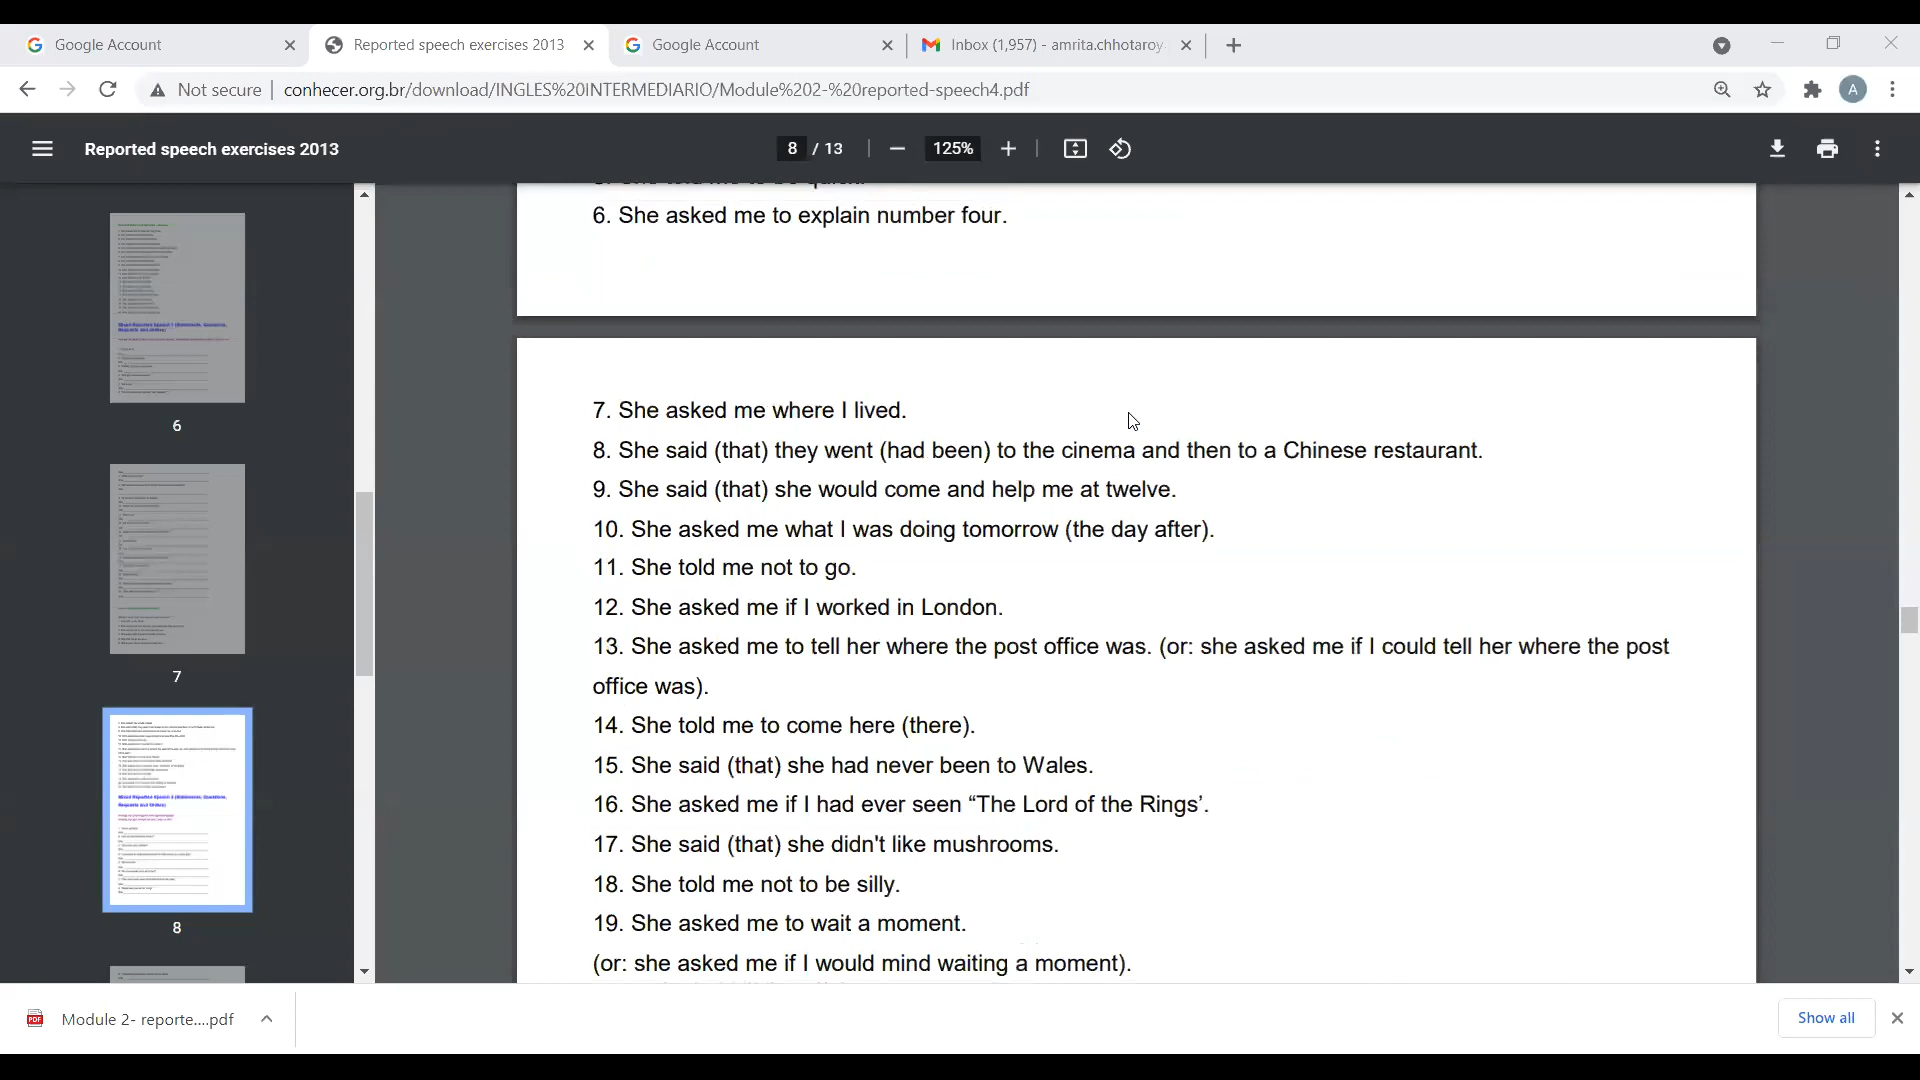 Google Account
Reported speech exercises 2013
Google Account
Inbox (1,957) - amrita.chhotaroy
Not secure
conhecer.org.br/download/INGLES%20INTERMEDIARIO/Module%202-%20reported-speech4.pdf
A
Reported speech exercises 2013
8 / 13
125%
6. She asked me to explain number four.
6
7. She asked me where I lived.
8. She said (that) they went (had been) to the cinema and then to a Chinese restaurant.
9. She said (that) she would come and help me at twelve.
10. She asked me what I was doing tomorrow (the day after).
11. She told me not to go.
12. She asked me if I worked in London.
13. She asked me to tell her where the post office was. (or: she asked me if I could tell her where the post
office was).
7
14. She told me to come here (there).
15. She said (that) she had never been to Wales.
16. She asked me if I had ever seen “The Lord of the Rings’.
17. She said (that) she didn't like mushrooms.
18. She told me not to be silly.
19. She asked me to wait a moment.
8
(or: she asked me if I would mind waiting a moment).
PDF
Module 2- reporte....pdf
Show all